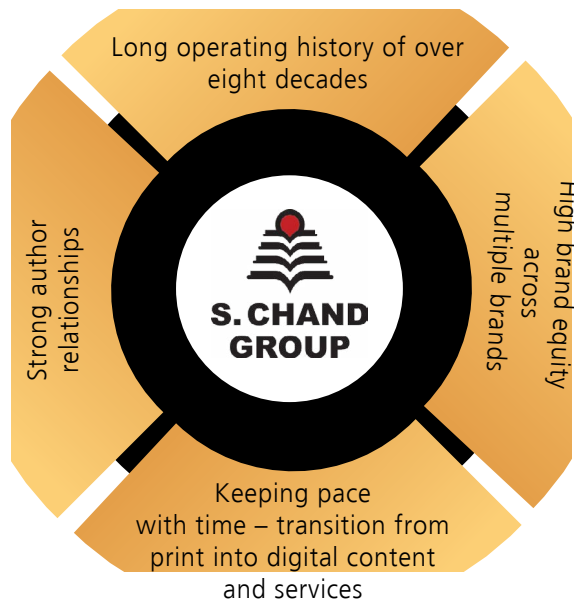 Long operating history of over
eight decades
Strong author
relationships
S. CHAND
GROUP
High brand equity
across
multiple brands
Keeping pace
with time – transition from
print into digital content
and services